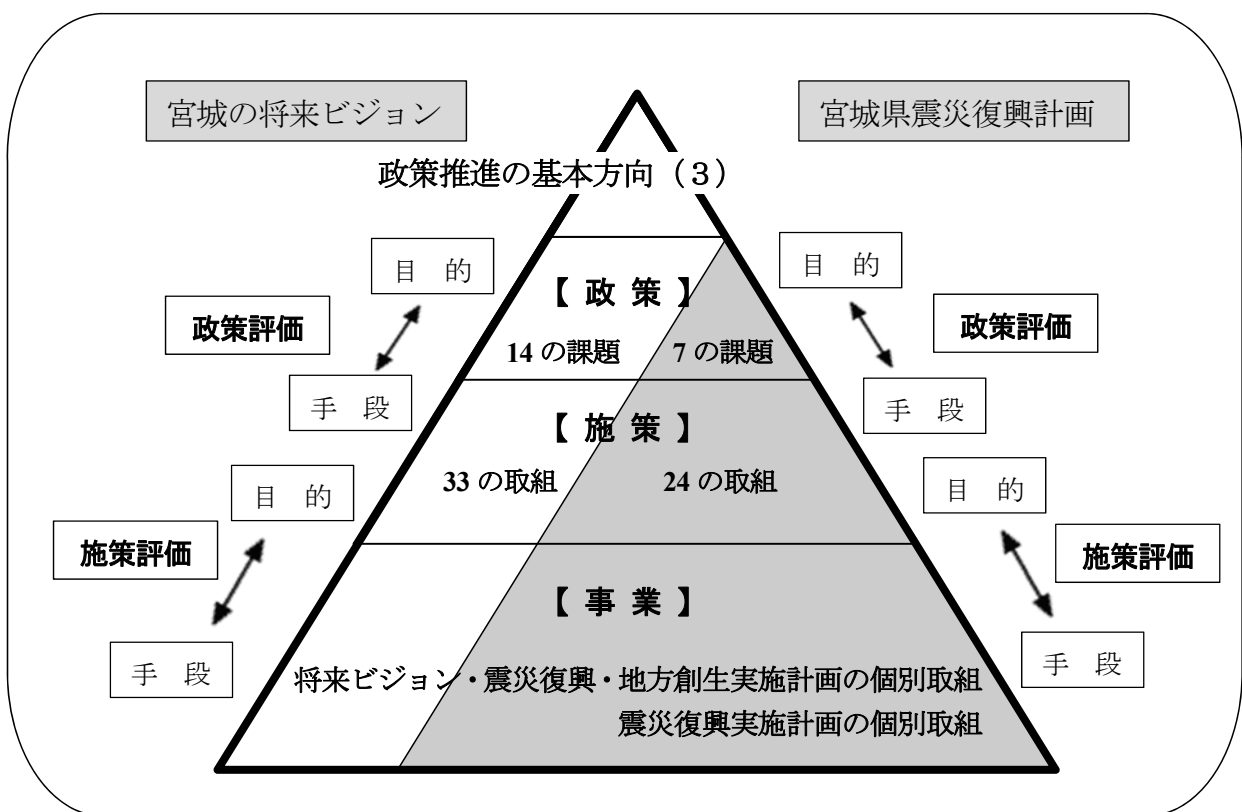 宮城の将来ビジョン
宮城県震災復興計画
政策推進の基本方向（３）
目　的
目　的
【 政 策 】
政策評価
政策評価
14 の課題
7 の課題
手　段
手　段
【 施 策 】
33 の取組
24 の取組
目　的
目　的
施策評価
施策評価
【 事 業 】
手　段
手　段
将来ビジョン・震災復興・地方創生実施計画の個別取組
震災復興実施計画の個別取組